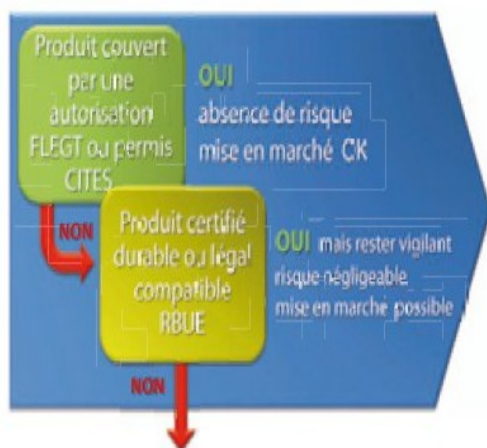 Produit couvert
par une
autorisation
FLEGT ou permis
CITES
OUI
absence de risque
mise en marché CK
NON
Produit certifié
durable ou légal
compatible
RBUE
OUI mais rester vigilant
risque négligeable
mise en marché possible
NON